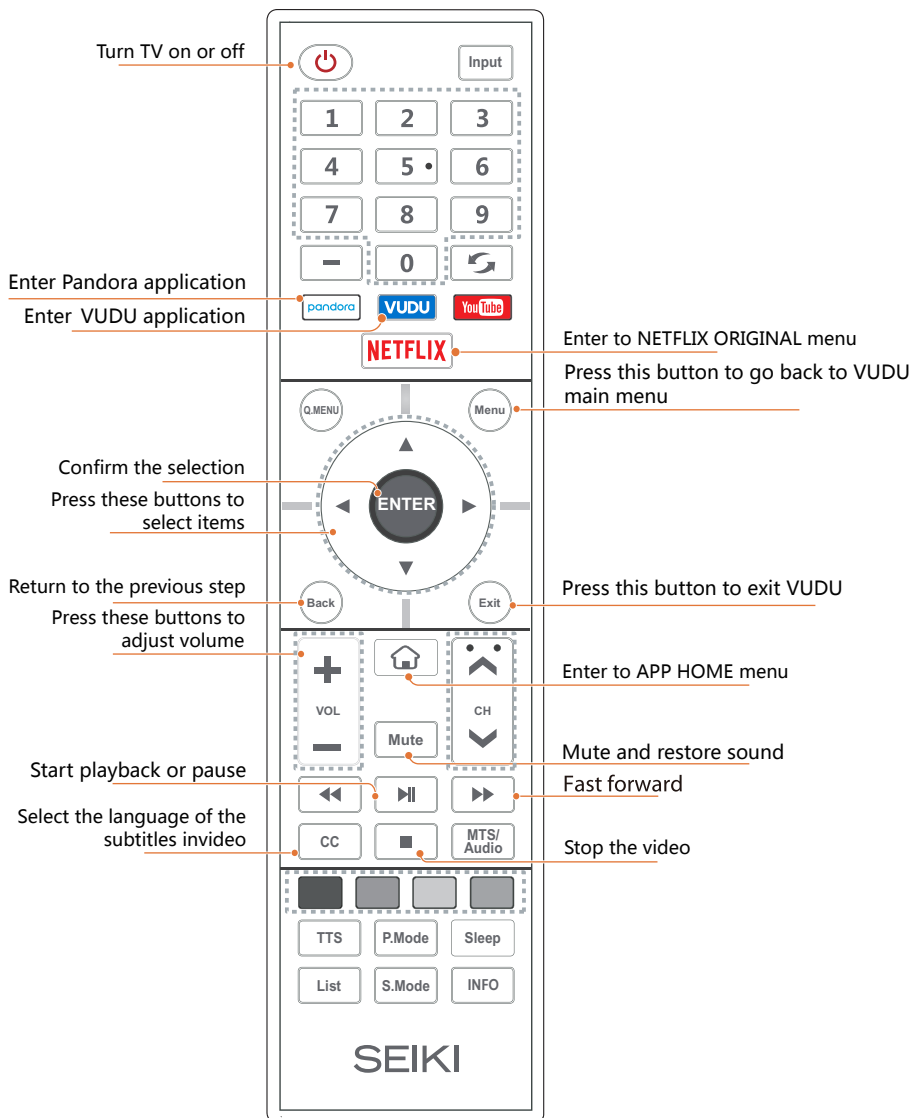 Turn TV on or off
Input
1 2 3
4 5 6
7 8 9
0
Enter Pandora application
pandora VUDU YouTube
Enter VUDU application
NETFLIX
Enter to NETFLIX ORIGINAL menu
Press this button to go back to VUDU
main menu
Q.MENU
Menu
Confirm the selection
ENTER
Press these buttons to
select items
Return to the previous step
Back
Exit
Press this button to exit VUDU
Press these buttons to
adjust volume
Enter to APP HOME menu
VOL
CH
Mute
Mute and restore sound
Start playback or pause
Fast forward
Select the language of the
subtitles invideo
CC
MTS/
Audio
Stop the video
TTS P.Mode Sleep
List S.Mode INFO
SEIKI